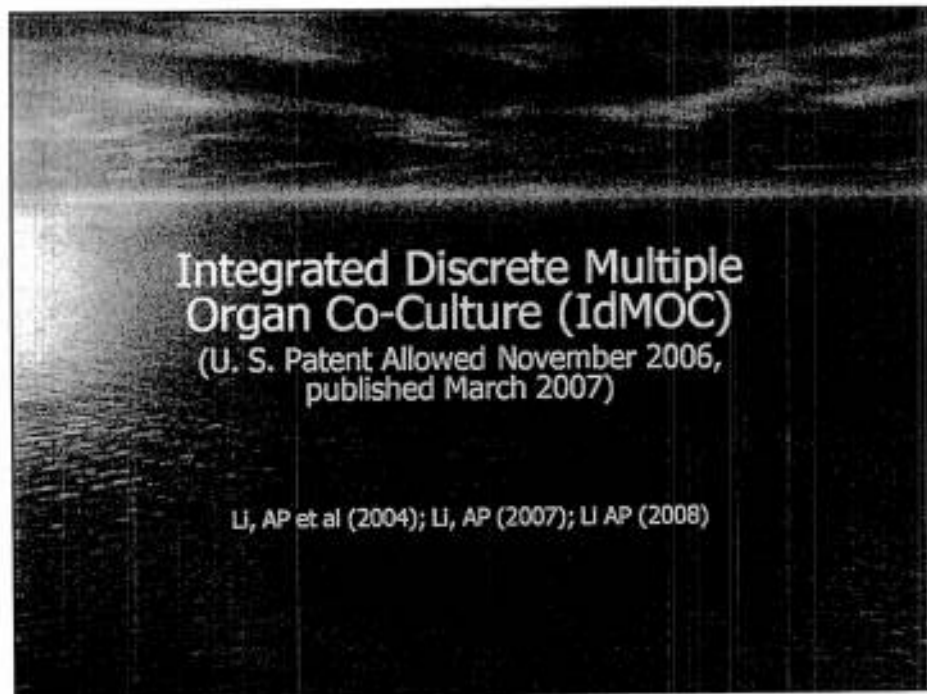 Integrated Discrete Multiple
Organ Co-Culture (IdMOC)
(U. S. Patent Allowed November 2006,
published March 2007)
Li, AP et al (2004); Li, AP (2007); Li AP (2008)